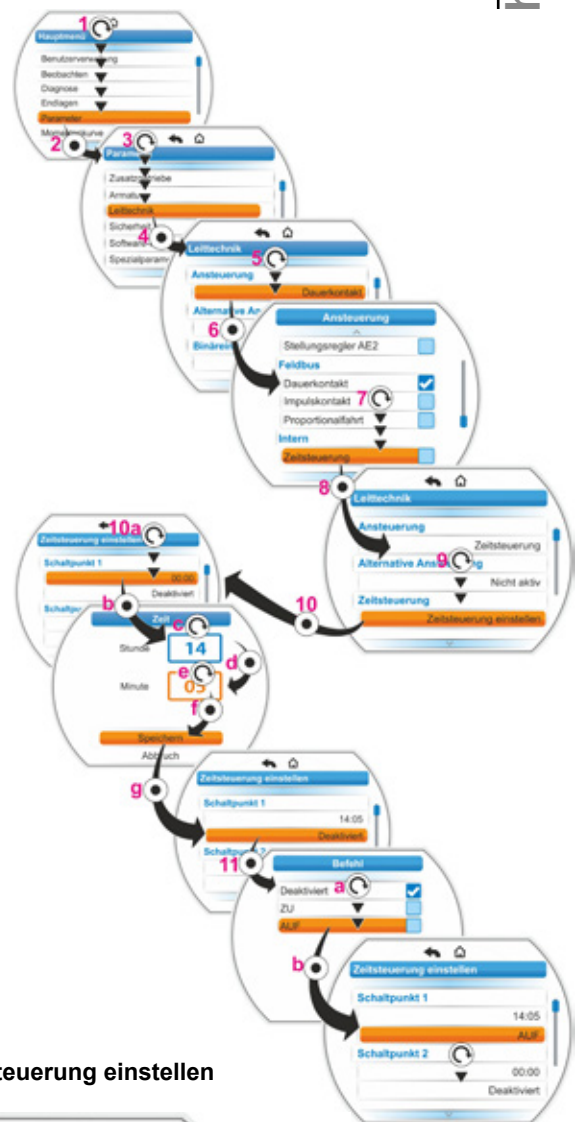 1
Hauptmenü
Beobachten
Diagnose
Endlagen
Parameter
2
3
Zusatzantriebe
Armatur
Leittechnik
Sicherheit
4
5
Leittechnik
Ansteuerung
Dauerkontakt
6
Ansteuerung
Stellungsregler AE2
Feldbus
Dauerkontakt
Impulskontakt
7
Proportionalfahrt
Intern
Zeitsteuerung
8
Leittechnik
Ansteuerung
Zeitsteuerung
9
Nicht aktiv
Zeitsteuerung
Zeitsteuerung einstellen
10
10a
Zeitsteuerung einstellen
Schaltpunkt 1
00:00
Deaktiviert
b
Zeit
c
Stunde
14
d
e
Minute
05
f
Speichern
Abbruch
g
Zeitsteuerung einstellen
Schaltpunkt 1
14:05
Deaktiviert
11
Befehl
Deaktiviert
a
ZU
AUF
b
Zeitsteuerung einstellen
Schaltpunkt 1
14:05
AUF
Schaltpunkt 2
00:00
Deaktiviert
teuerung einstellen